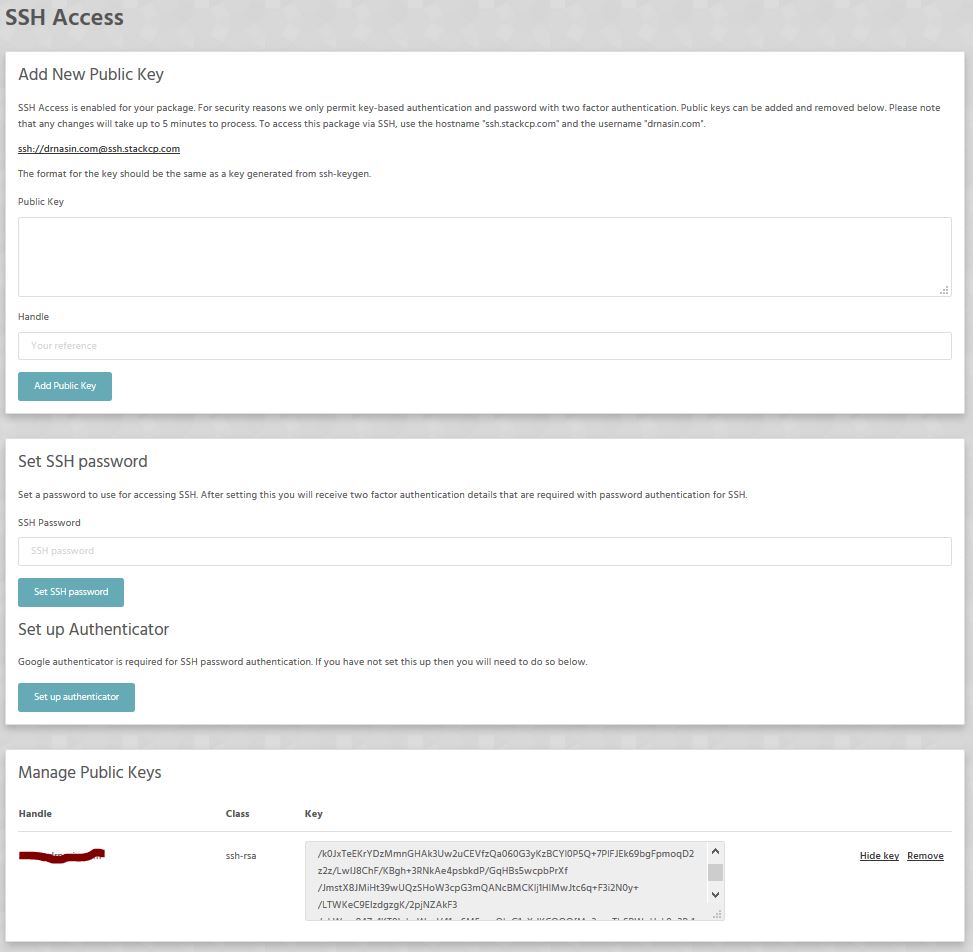 SSH Access
Add New Public Key
SSH Access is enabled for your package. For security reasons we only permit key-based authentication and password with two factor authentication. Public keys can be added and removed below. Please note
that any changes will take up to 5 minutes to process. To access this package via SSH, use the hostname "ssh.stackcp.com" and the username "drnasin.com".
ssh://drnasin.com@ssh.stackcp.com
The format for the key should be the same as a key generated from ssh-keygen.
Public Key
Handle
Your reference
Add Public Key
Set SSH password
Set a password to use for accessing SSH. After setting this you will receive two factor authentication details that are required with password authentication for SSH.
SSH Password
SSH password
Set SSH password
Set up Authenticator
Google authenticator is required for SSH password authentication. If you have not set this up then you will need to do so below.
Set up authenticator
Manage Public Keys
Handle Class Key
ssh-rsa
/k0JxTeEKrYDzMmnGHAk3Uw2uCEVfzQa060G3yKzBCYl0P5Q+7PlFJEk69bgFpmoqD2
z2z/LwIJ8ChF/KBgh+3RNkAe4psbkdP/GqHBs5wcpbPrXf
/JmstX8JMiHt39wUQzSHoW3cpG3mQANcBMCKlj1HlMwJtc6q+F3i2N0y+
/LTWKeC9ElzdgzgK/2pjNZAkF3
Hide key Remove